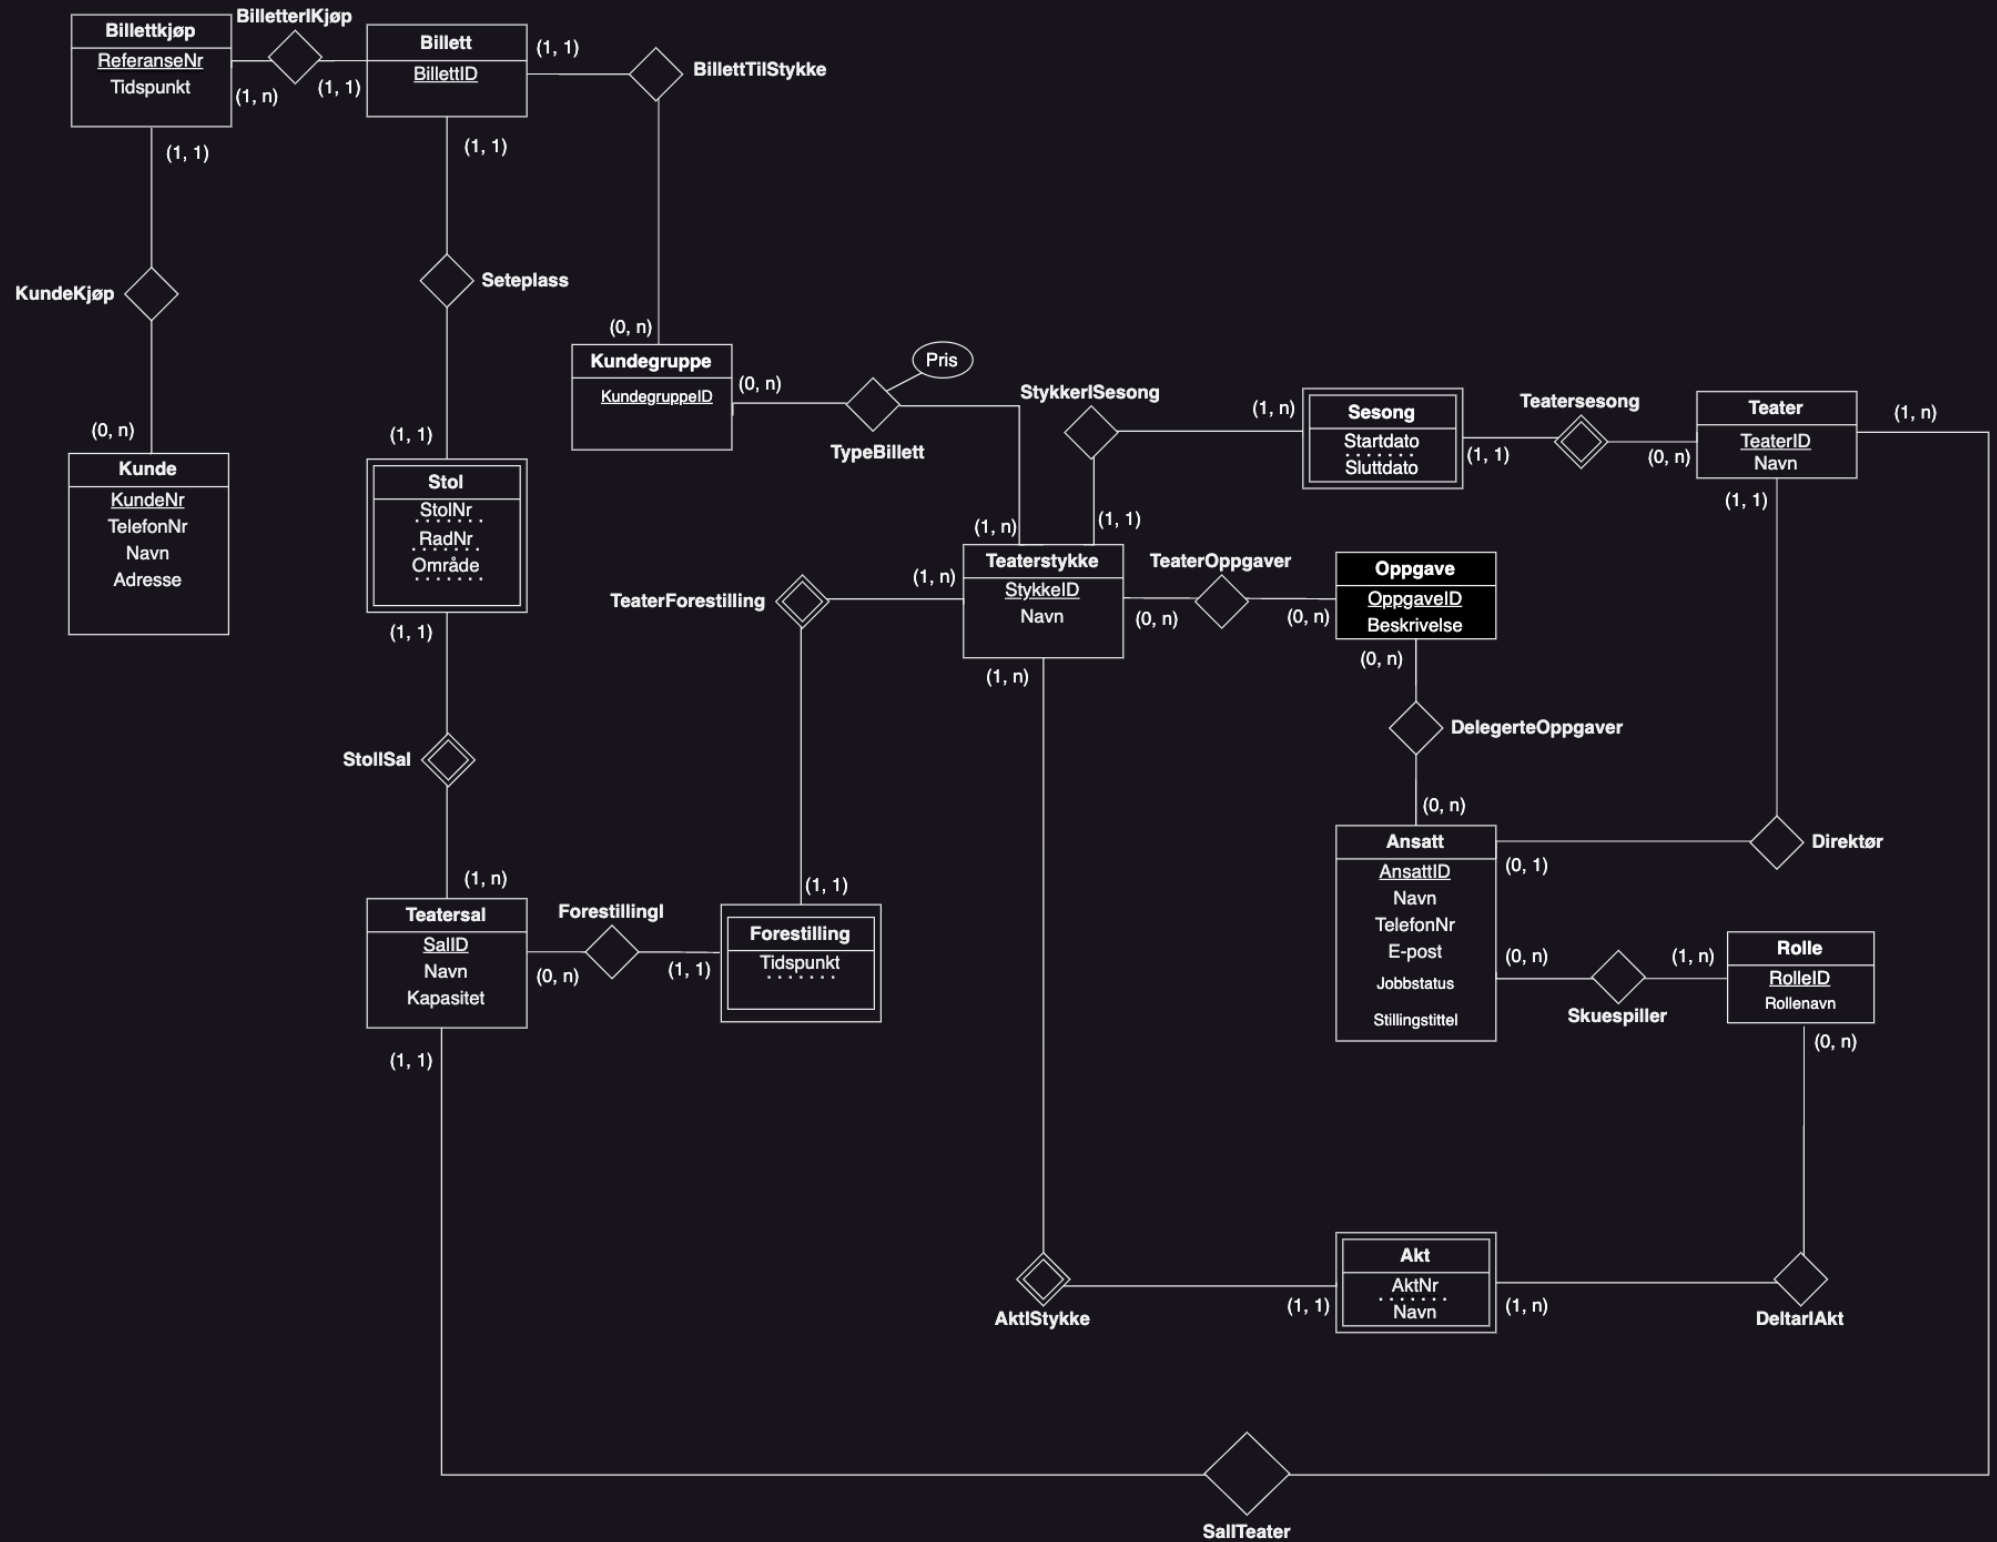 BilletterIKjøp
Billettkjøp
ReferanseNr
Tidspunkt
(1, n)
(1, 1)
Billett
BillettID
(1, 1)
BillettTilStykke
(1, 1)
(1, 1)
KundeKjøp
Seteplass
(0, n)
Kundegruppe
KundegruppeID
(0, n)
Pris
TypeBillett
StykkerISesong
(1, n)
Sesong
Startdato
Sluttdato
(1, 1)
Teatersesong
(0, n)
Teater
TeaterID
Navn
(1, n)
(1, 1)
(0, n)
Kunde
KundeNr
TelefonNr
Navn
Adresse
(1, 1)
Stol
StolNr
RadNr
Område
(1, 1)
(1, n)
(1, 1)
TeaterForestilling
(1, n)
Teaterstykke
StykkeID
Navn
(1, n)
TeaterOppgaver
(0, n)
(0, n)
Oppgave
OppgaveID
Beskrivelse
(0, n)
DelegerteOppgaver
(0, n)
StolISal
(1, n)
Teatersal
SalID
Navn
Kapasitet
(1, 1)
ForestillingI
(0, n)
(1, 1)
(1, 1)
Forestilling
Tidspunkt
Ansatt
AnsattID
Navn
TelefonNr
E-post
Jobbstatus
Stillingstittel
(0, 1)
Direktør
(0, n)
Skuespiller
(1, n)
Rolle
RolleID
Rollenavn
(0, n)
AktIStykke
(1, 1)
Akt
AktNr
Navn
(1, n)
DeltarIAkt
SalITeater